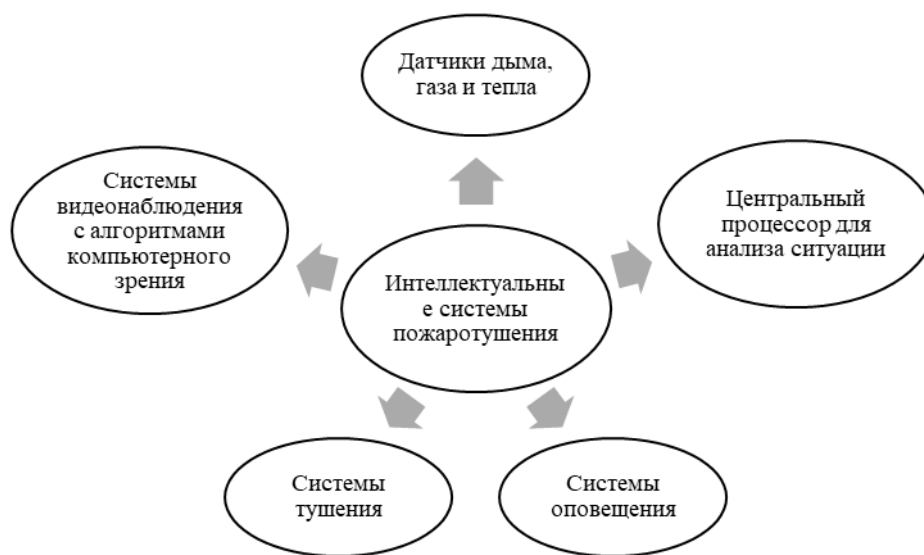 Датчики дыма,
газа и тепла
Системы
видеонаблюдения
с алгоритмами
компьютерного
зрения
Центральный
процессор для
анализа ситуации
Интеллектуальны
е системы
пожаротушения
Системы
тушения
Системы
оповещения